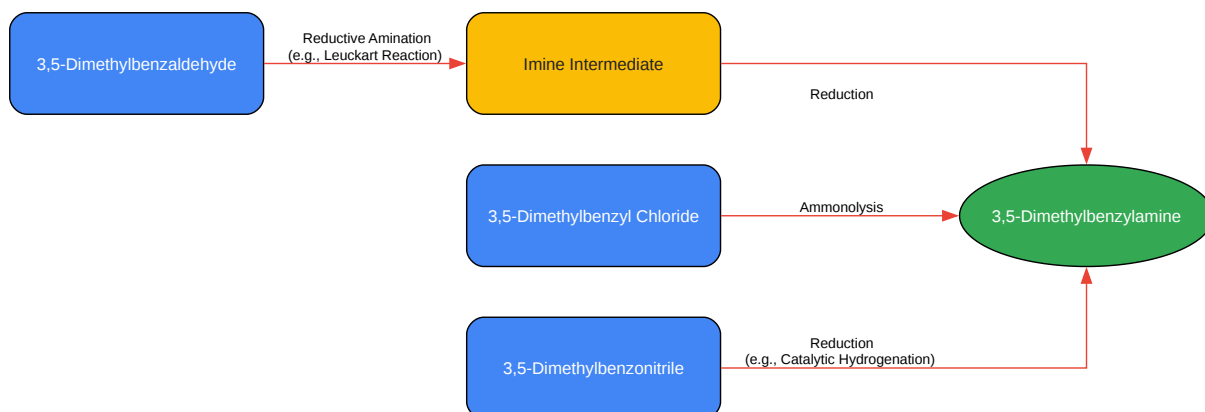 3,5-Dimethylbenzaldehyde
Reductive Amination
(e.g., Leuckart Reaction)
Imine Intermediate
Reduction
3,5-Dimethylbenzyl Chloride
Ammonolysis
3,5-Dimethylbenzylamine
3,5-Dimethylbenzonitrile
Reduction
(e.g., Catalytic Hydrogenation)